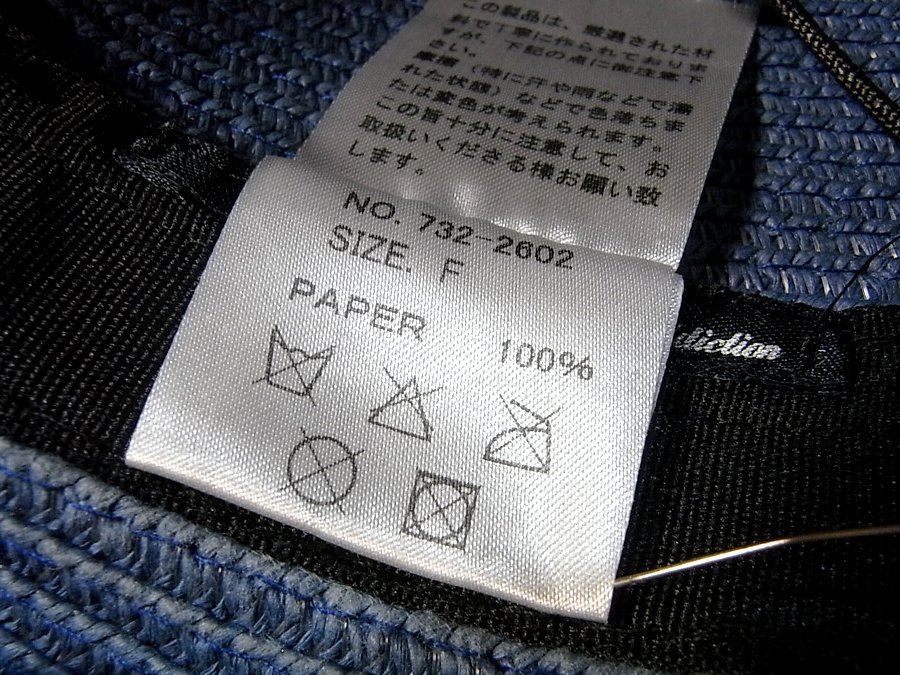 この製品は、厳選された材
料で丁寧に作られておりま
すが、下記の点に御注意下
さい。
摩擦（特に汗や雨などで濡
れた状態）などで色落ちま
たは変色が考えられます。
この旨十分に注意して、お
取扱いくださる様お願い致
します。
NO. 732-2602
SIZE. F
PAPER 100%